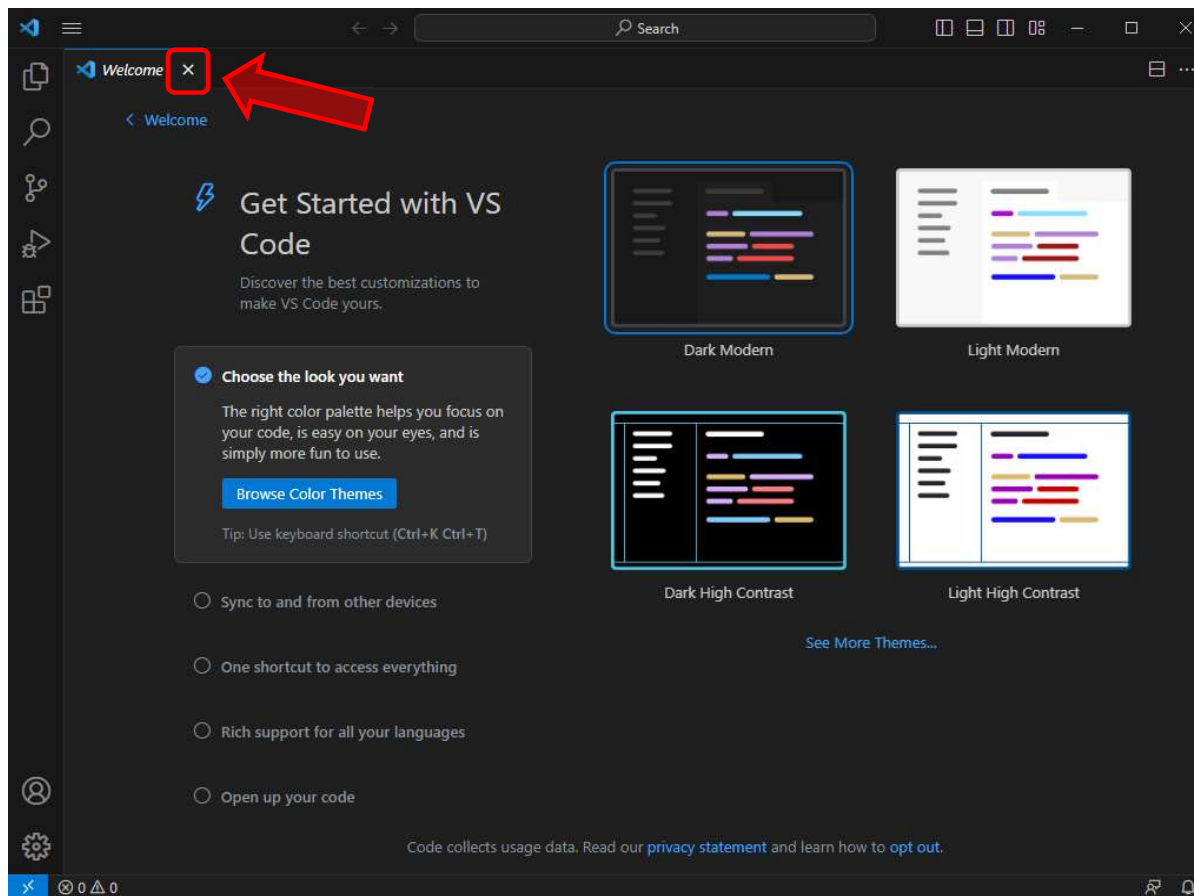 Search
Welcome
Welcome
Get Started with VS
Code
Discover the best customizations to
make VS Code yours.
Choose the look you want
The right color palette helps you focus on
your code, is easy on your eyes, and is
simply more fun to use.
Browse Color Themes
Tip: Use keyboard shortcut (Ctrl+K Ctrl+T)
Sync to and from other devices
One shortcut to access everything
Rich support for all your languages
Open up your code
Dark Modern
Light Modern
Dark High Contrast
Light High Contrast
See More Themes...
Code collects usage data. Read our privacy statement and learn how to opt out.
0 0